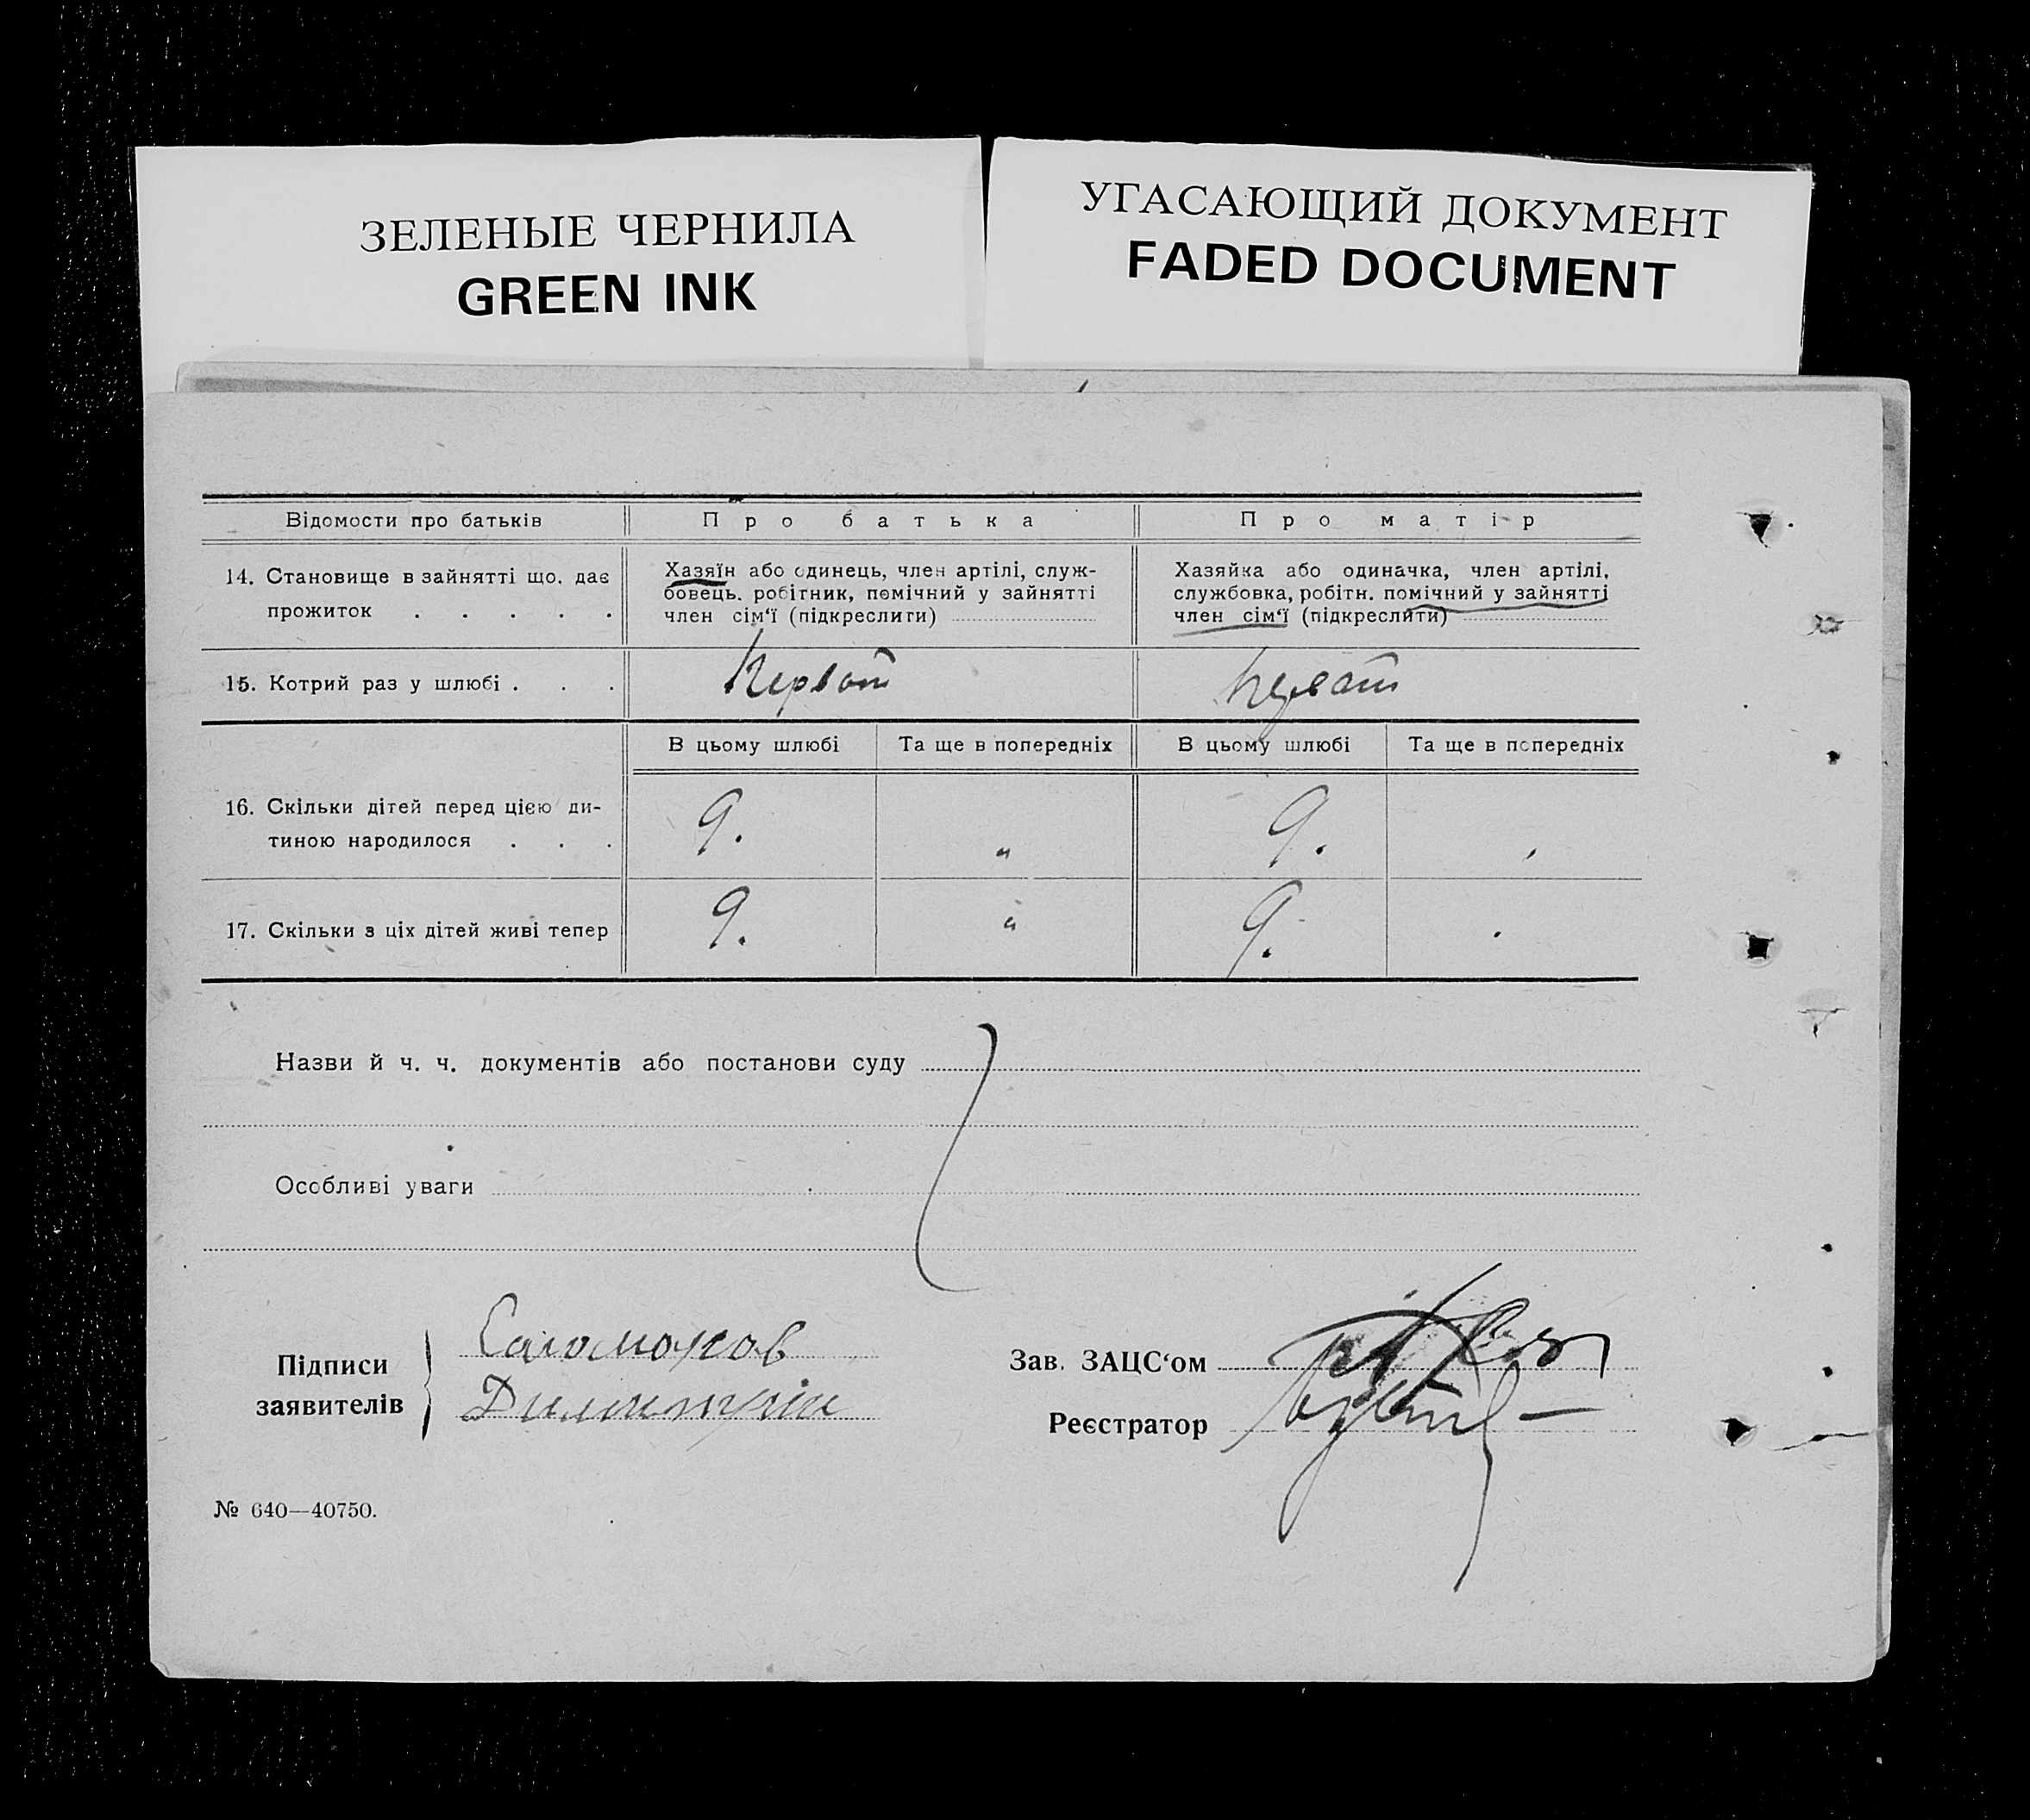 ЗЕЛЕНЫЕ ЧЕРНИЛА
GREEN INK
УГАСАЮЩИЙ ДОКУМЕНТ
FADED DOCUMENT
Відомости про батьків
Про батька
Про матір
14. Становище в зайнятті що. дає
прожиток . . . . .
Хазяїн або одинець, член артілі, служ-
бовець. робітник, помічний у зайнятті
член сім‘ї (підкреслити)
Хазяйка або одиначка, член артілі,
службовка, робітн. помічний у зайнятті
член сім‘ї (підкреслити)
15. Котрий раз у шлюбі . . .
В цьому шлюбі
Та ще в попередніх
В цьому шлюбі
Та ще в попередніх
16. Скільки дітей перед цією ди-
тиною народилося . . .
9.
"
9.
17. Скільки з ціх дітей живі тепер
9.
"
9.
Назви й ч. ч. документів або постанови суду
Особливі уваги
Підписи
заявителів
Зав. ЗАЦС‘ом
Реєстратор
№ 640—40750.